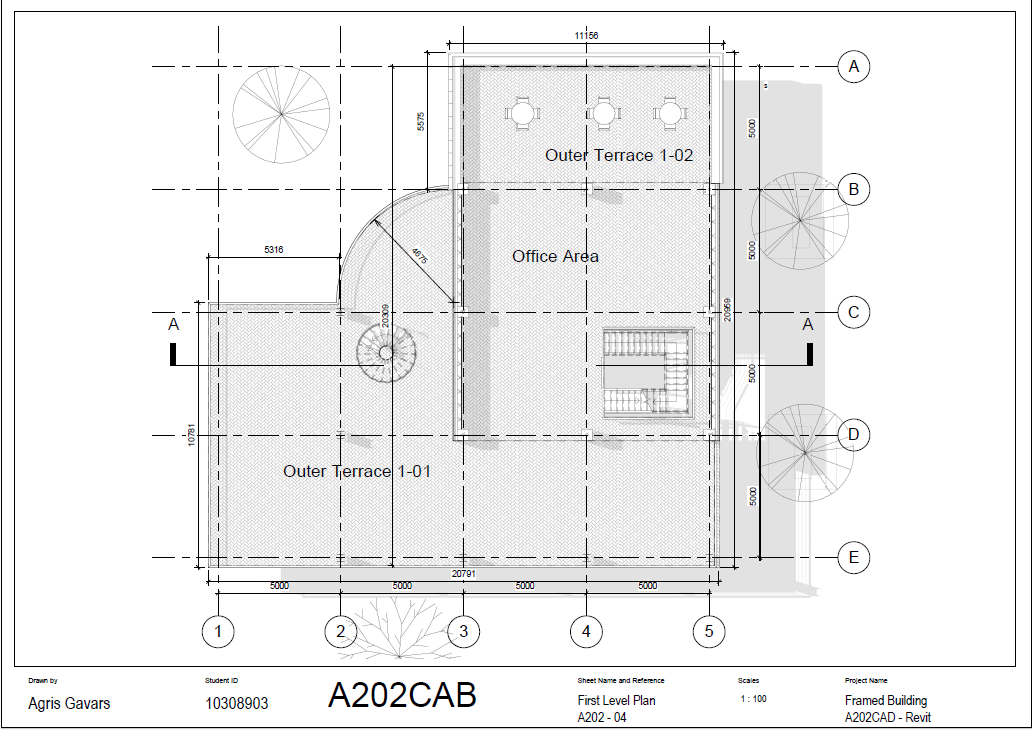 11156
A
s
5575
5000
Outer Terrace 1-02
B
5316
4675
Office Area
5000
20309
20959
C
A
A
5000
10781
D
Outer Terrace 1-01
5000
E
20791
5000
5000
5000
5000
1
2
3
4
5
Drawn by
Agris Gavars
Student ID
10308903
A202CAB
Sheet Name and Reference
First Level Plan
A202 - 04
Scales
1 : 100
Project Name
Framed Building
A202CAD - Revit